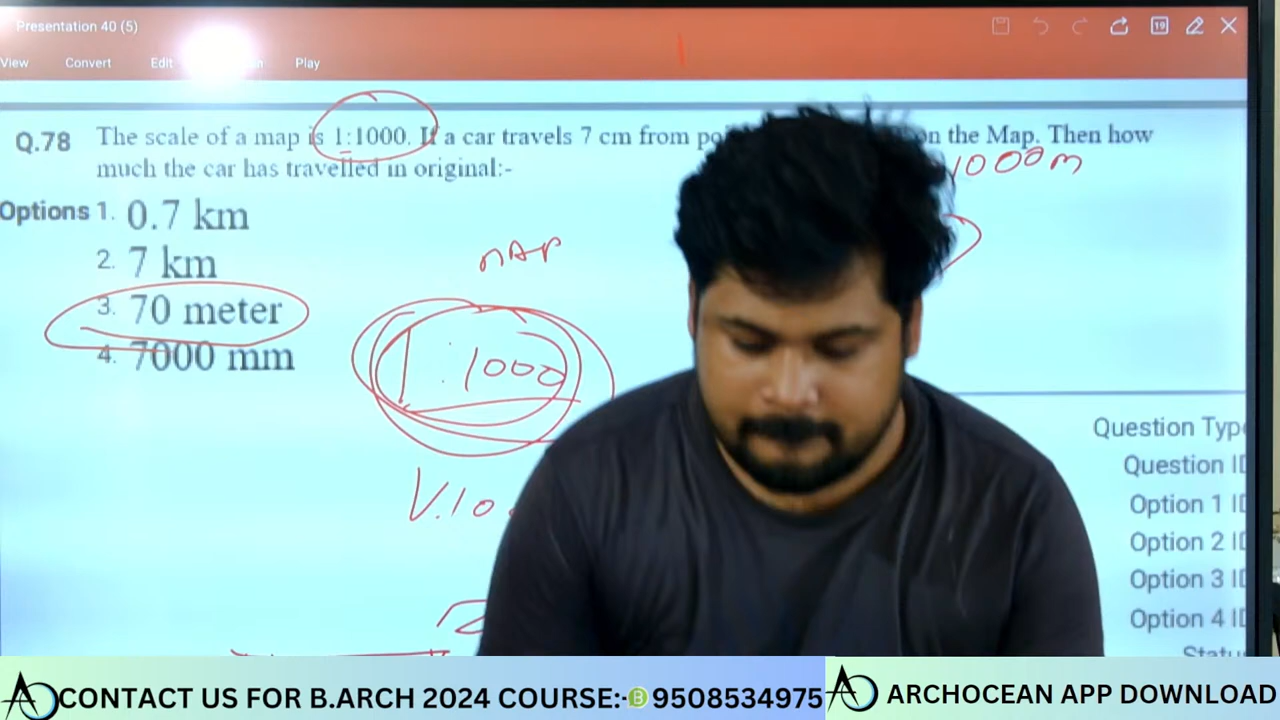 Presentation 40 (5)
View Convert Edit Play
19
Q.78 The scale of a map is 1:1000. If a car travels 7 cm from on the Map. Then how
much the car has travelled in original:-
1000m
Options 1. 0.7 km
2. 7 km
MAP
3. 70 meter
4. 7000 mm
1 : 1000
Question
Question
Option 1
Option 2
Option 3
Option 4
CONTACT US FOR B.ARCH 2024 COURSE:- 9508534975
ARCHOCEAN APP DOWNLOAD